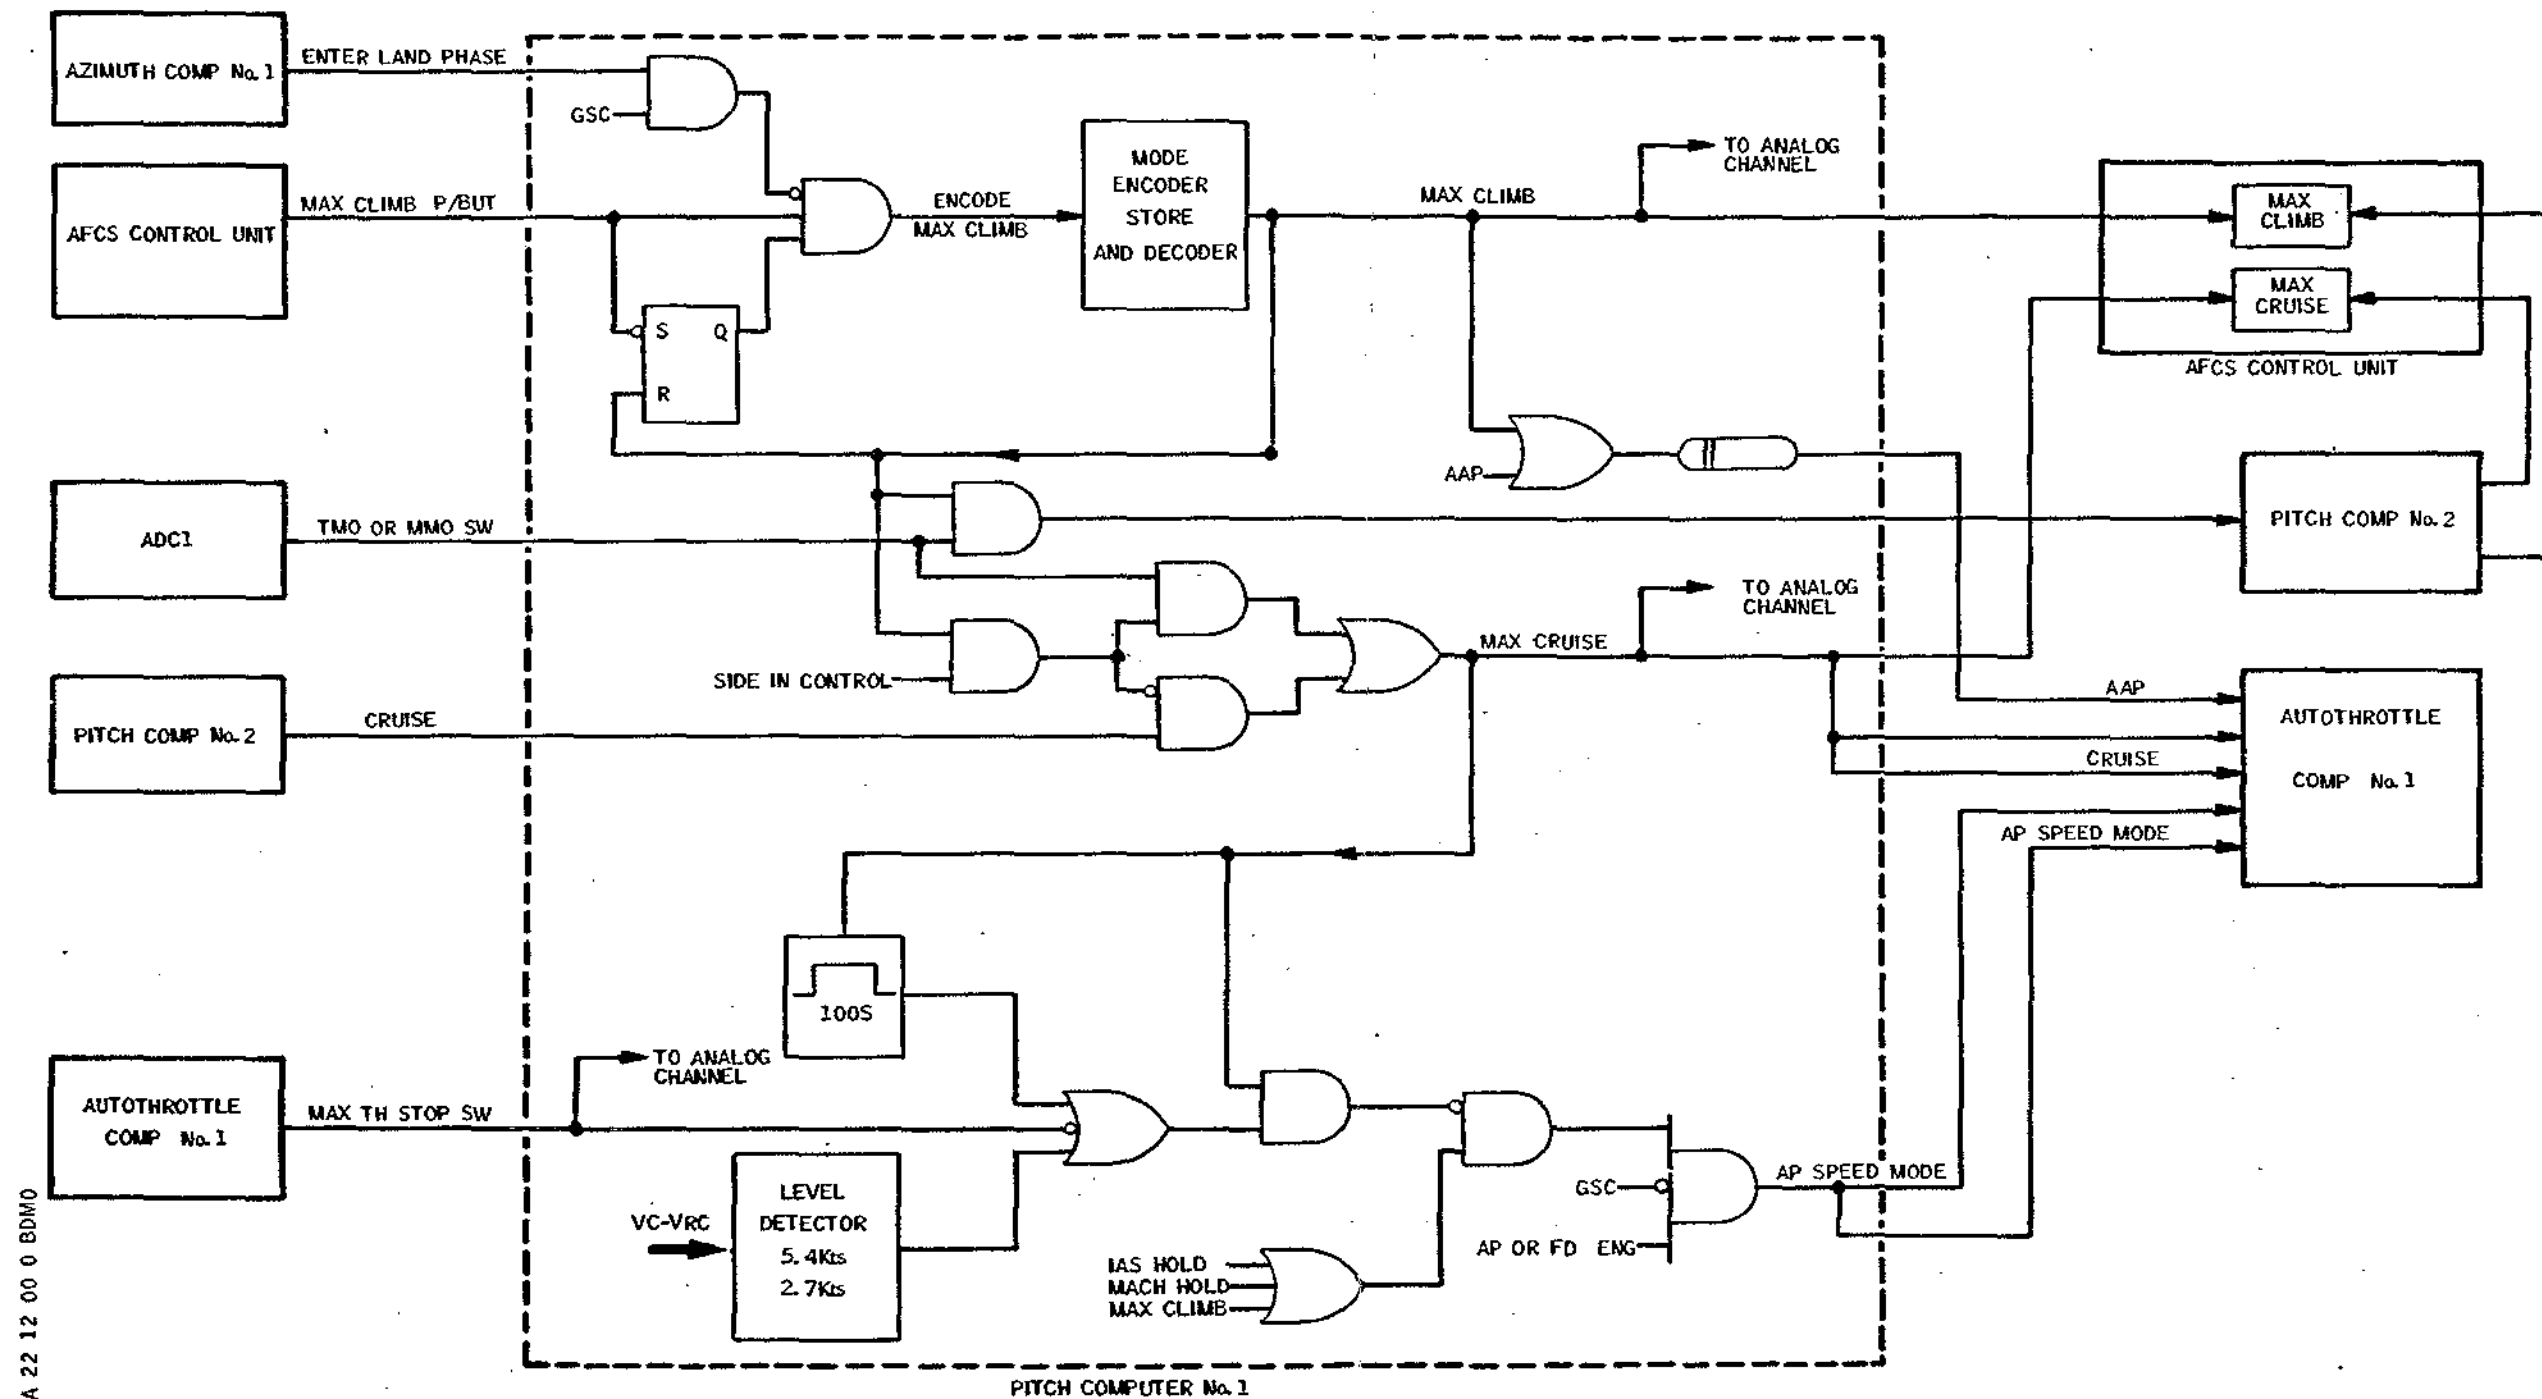 AZIMUTH COMP No.1
ENTER LAND PHASE
GSC
AFCS CONTROL UNIT
MAX CLIMB P/BUT
ENCODE
MAX CLIMB
MODE
ENCODER
STORE
AND DECODER
MAX CLIMB
TO ANALOG
CHANNEL
MAX
CLIMB
MAX
CRUISE
AFCS CONTROL UNIT
S
Q
R
AAP
ADC1
TMO OR MMO SW
PITCH COMP No.2
SIDE IN CONTROL
MAX CRUISE
TO ANALOG
CHANNEL
PITCH COMP No.2
CRUISE
AAP
CRUISE
AP SPEED MODE
AUTOTHROTTLE
COMP No.1
100S
TO ANALOG
CHANNEL
AUTOTHROTTLE
COMP No.1
MAX TH STOP SW
VC-VRC
LEVEL
DETECTOR
5.4Kts
2.7Kts
IAS HOLD
MACH HOLD
MAX CLIMB
GSC
AP OR FD ENG
AP SPEED MODE
PITCH COMPUTER No.1
A 22 12 00 0 BDM0